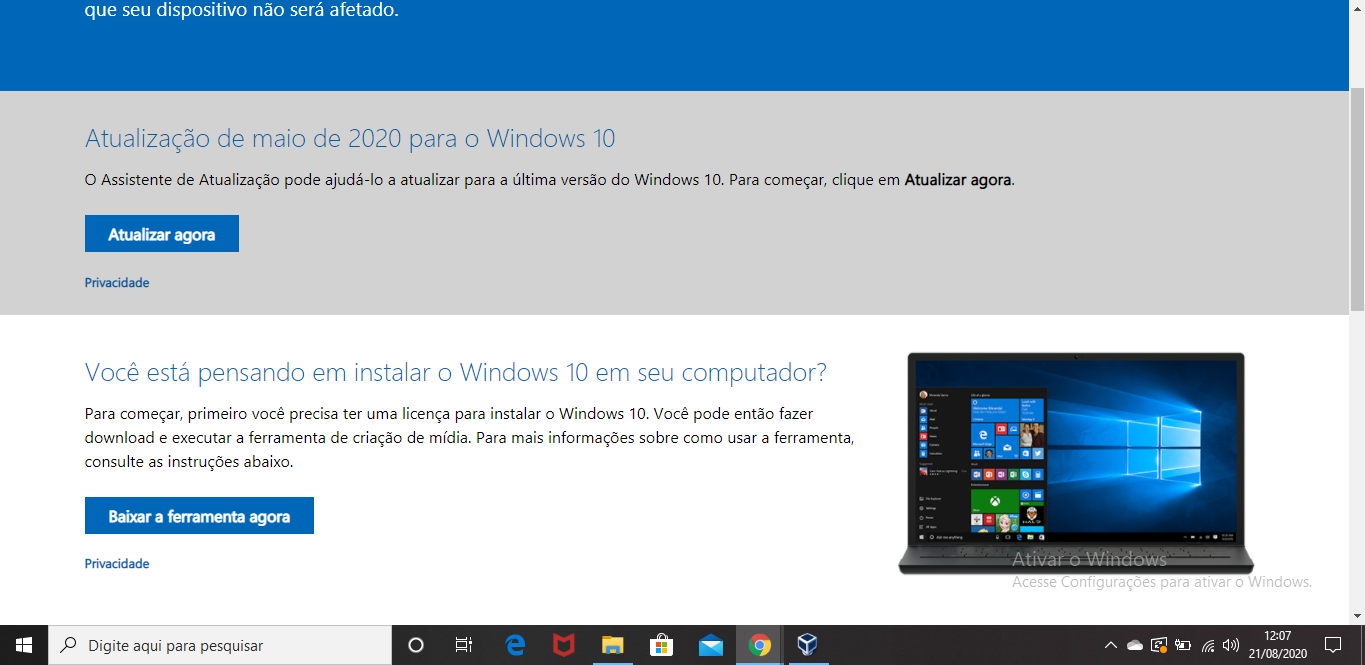 que seu dispositivo não será afetado.
Atualização de maio de 2020 para o Windows 10
O Assistente de Atualização pode ajudá-lo a atualizar para a última versão do Windows 10. Para começar, clique em Atualizar agora.
Atualizar agora
Privacidade
Você está pensando em instalar o Windows 10 em seu computador?
Para começar, primeiro você precisa ter uma licença para instalar o Windows 10. Você pode então fazer
download e executar a ferramenta de criação de mídia. Para mais informações sobre como usar a ferramenta,
consulte as instruções abaixo.
Baixar a ferramenta agora
Privacidade
Ativar o Windows
Acesse Configurações para ativar o Windows.
Digite aqui para pesquisar
12:07
21/08/2020